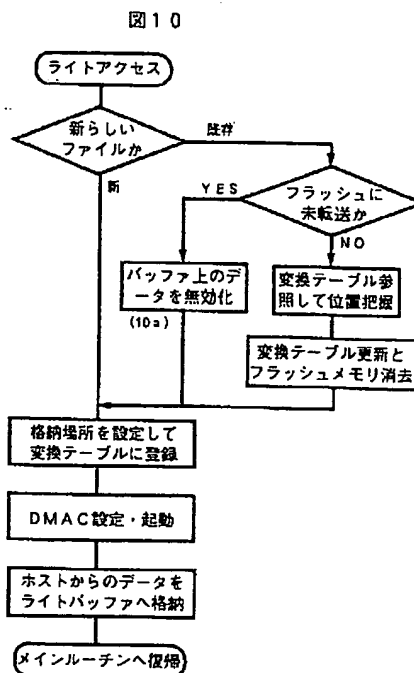 図10
ライトアクセス
新らしい
ファイルか
既存
新
フラッシュに
未転送か
YES
NO
バッファ上のデー
タを無効化
(10a)
変換テーブル参
照して位置把握
変換テーブル更新と
フラッシュメモリ消去
格納場所を設定して
変換テーブルに登録
DMAC設定・起動
ホストからのデータを
ライトバッファへ格納
メインルーチンへ復帰